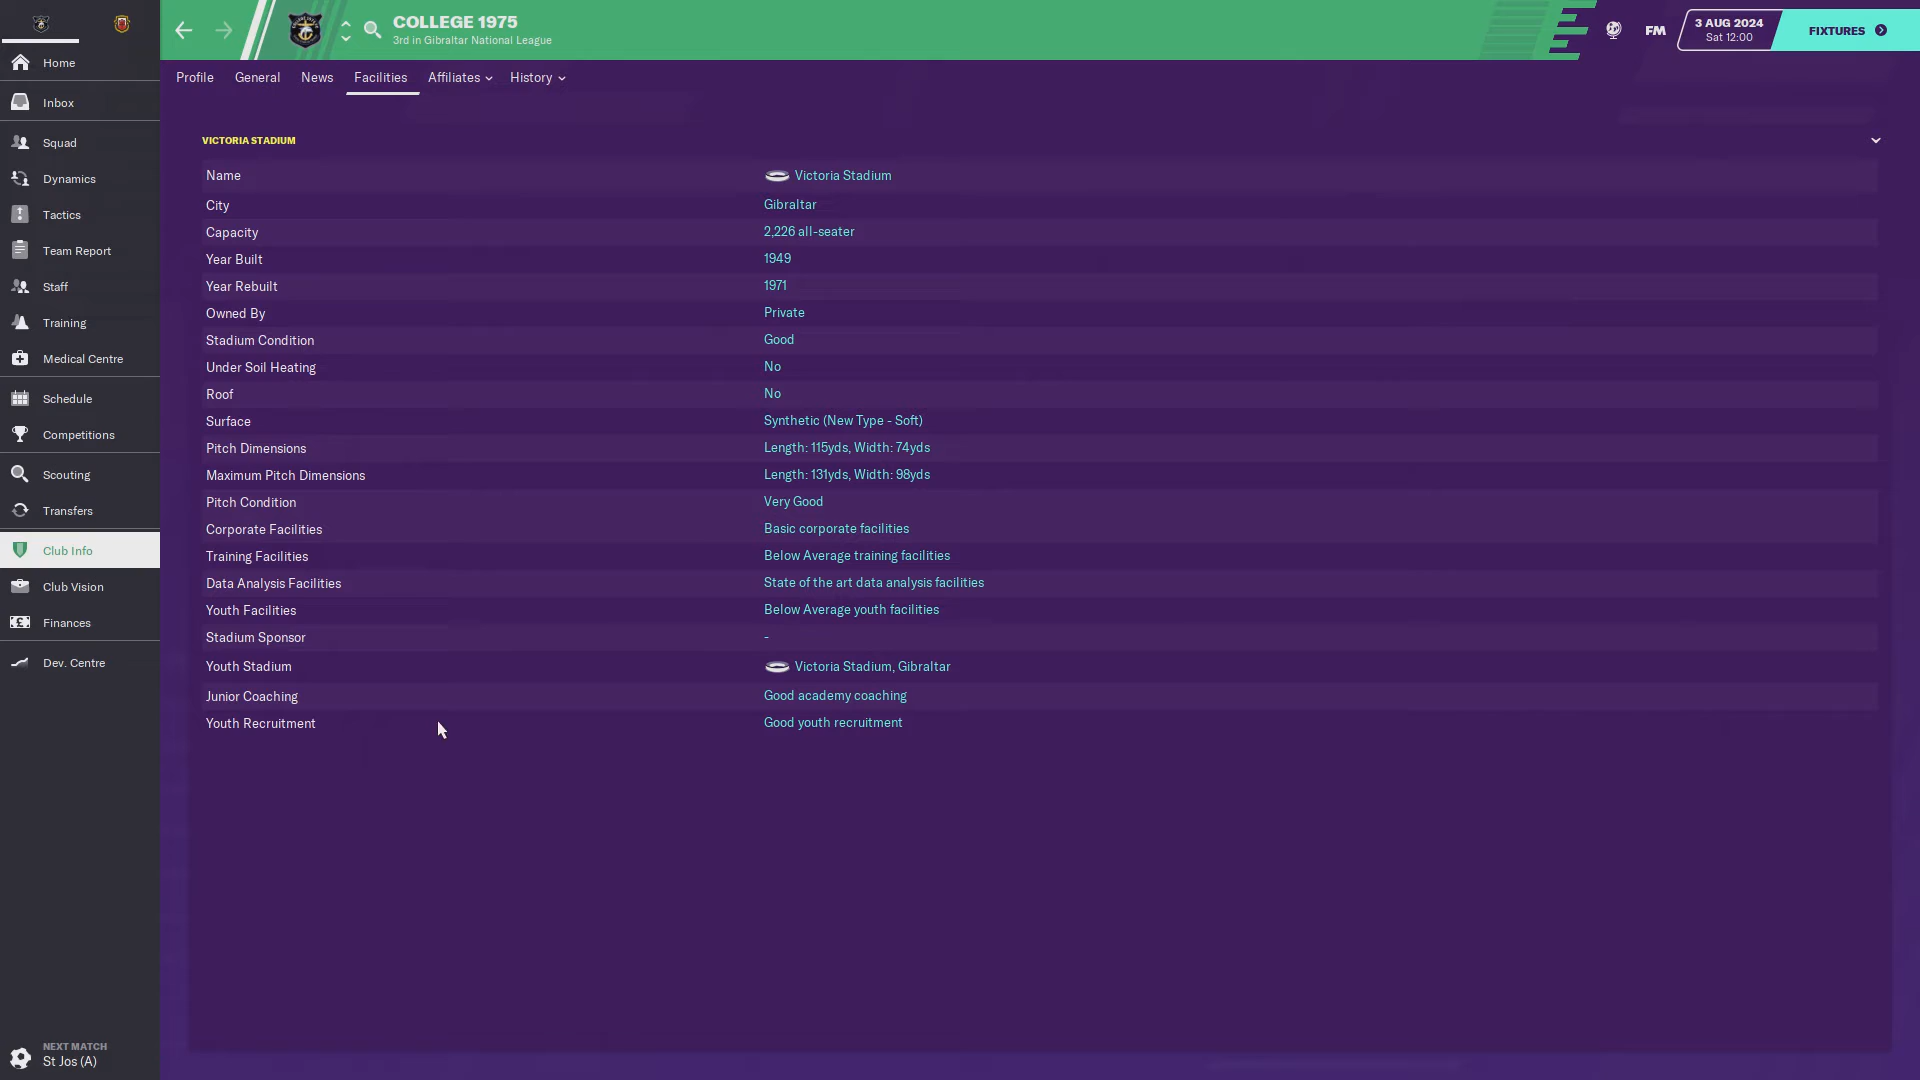 COLLEGE 1975
3rd in Gibraltar National League
FM
3 AUG 2024
Sat 12:00
FIXTURES
Home
Inbox
Squad
Dynamics
Tactics
Team Report
Staff
Training
Medical Centre
Schedule
Competitions
Scouting
Transfers
Club Info
Club Vision
Finances
Dev. Centre
NEXT MATCH
St Jos (A)
Profile General News Facilities Affiliates History
VICTORIA STADIUM
Name Victoria Stadium
City Gibraltar
Capacity 2,226 all-seater
Year Built 1949
Year Rebuilt 1971
Owned By Private
Stadium Condition Good
Under Soil Heating No
Roof No
Surface Synthetic (New Type - Soft)
Pitch Dimensions Length: 115yds, Width: 74yds
Maximum Pitch Dimensions Length: 131yds, Width: 98yds
Pitch Condition Very Good
Corporate Facilities Basic corporate facilities
Training Facilities Below Average training facilities
Data Analysis Facilities State of the art data analysis facilities
Youth Facilities Below Average youth facilities
Stadium Sponsor -
Youth Stadium Victoria Stadium, Gibraltar
Junior Coaching Good academy coaching
Youth Recruitment Good youth recruitment